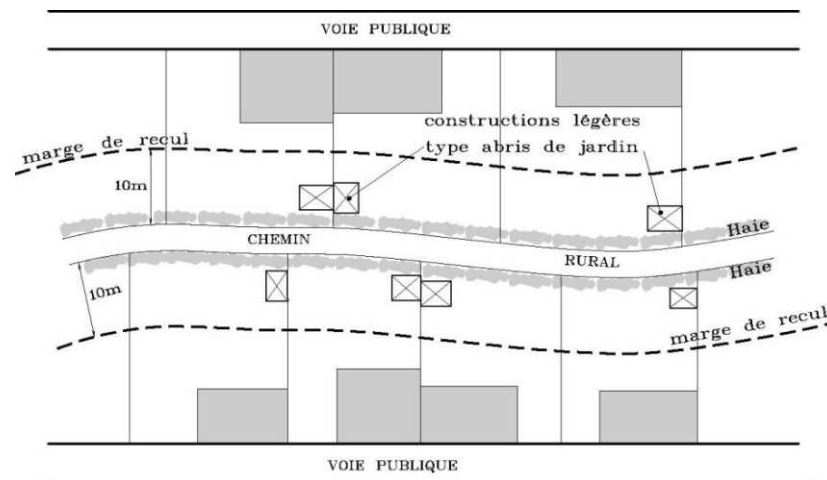 VOIE PUBLIQUE
constructions légères
type abris de jardin
marge de recul
10m
Haie
CHEMIN
RURAL
Haie
10m
marge de recul
VOIE PUBLIQUE